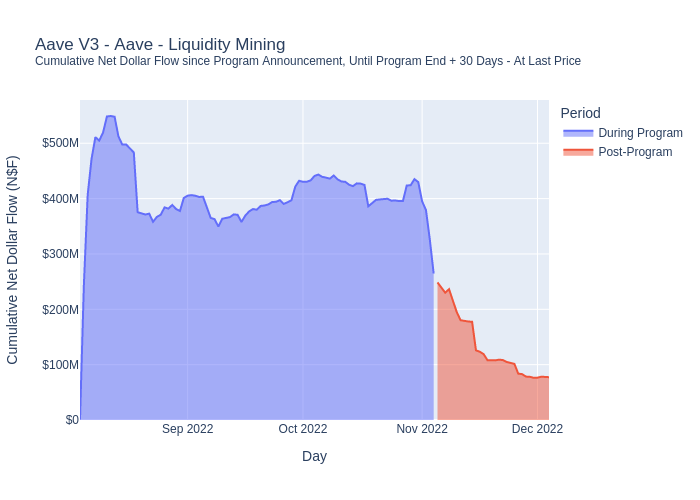 Aave V3 - Aave - Liquidity Mining
Cumulative Net Dollar Flow since Program Announcement, Until Program End + 30 Days - At Last Price
Period
During Program
Post-Program
Cumulative Net Dollar Flow (N$F)
$500M
$400M
$300M
$200M
$100M
$0
Sep 2022
Oct 2022
Nov 2022
Dec 2022
Day